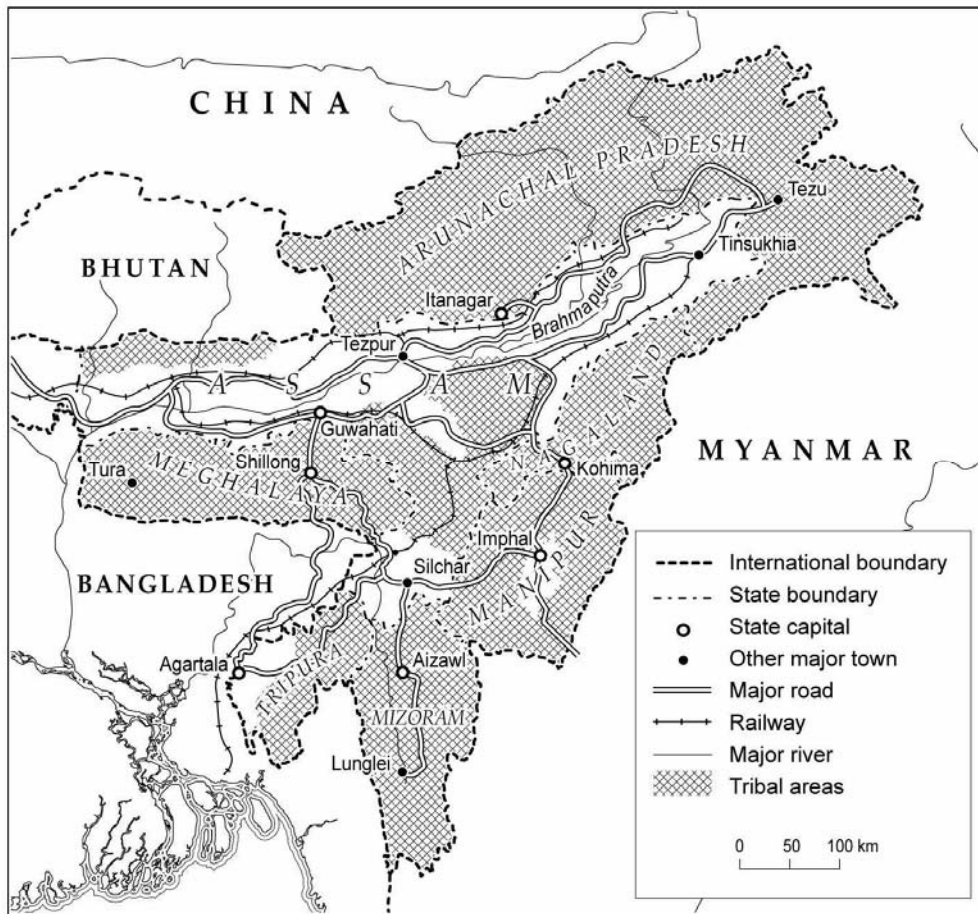 CHINA
ARUNACHAL PRADESH
Tezu
Tinsukhia
BHUTAN
Itanagar
Brahmaputra
Tezpur
ASSAM
NAGALAND
Guwahati
MYANMAR
Shillong
Kohima
Tura
MEGHALAYA
Imphal
MANIPUR
Silchar
BANGLADESH
Agartala
TRIPURA
Aizawl
MIZORAM
Lunglei
International boundary
State boundary
State capital
Other major town
Major road
Railway
Major river
Tribal areas
0 50 100 km